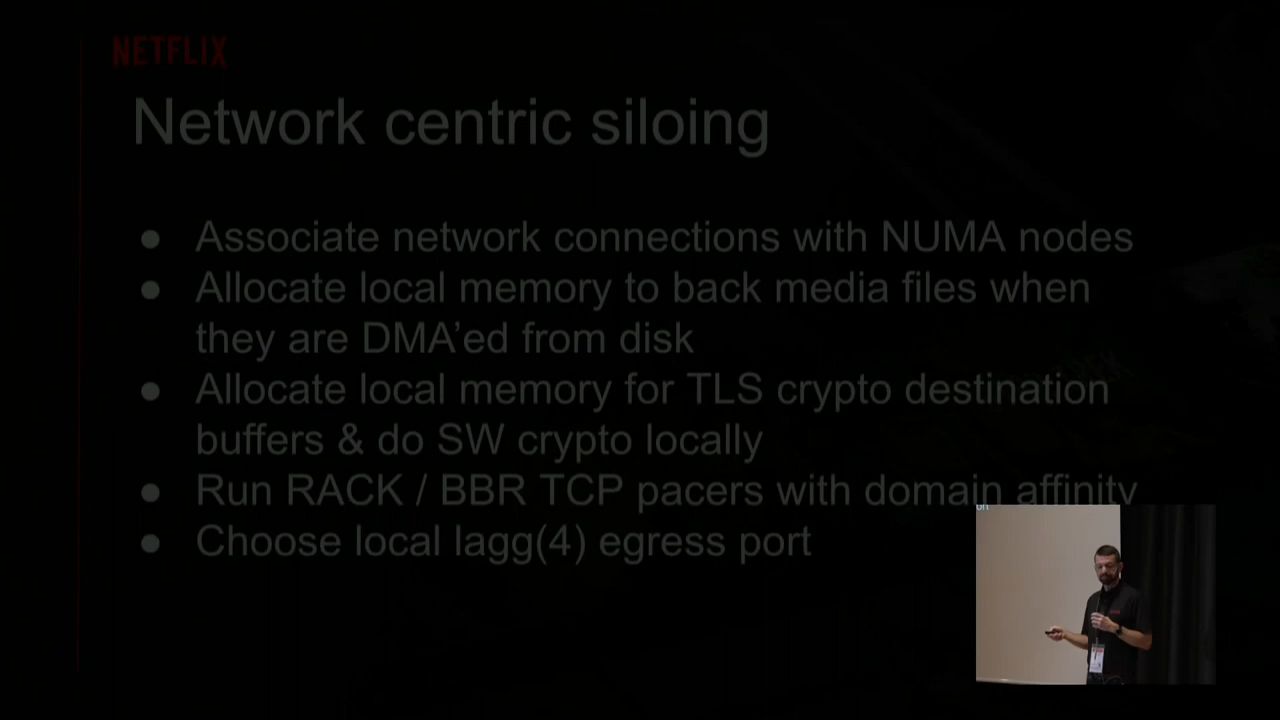 NETFLIX
Network centric siloing
● Associate network connections with NUMA nodes
● Allocate local memory to back media files when
they are DMA’ed from disk
● Allocate local memory for TLS crypto destination
buffers & do SW crypto locally
● Run RACK / BBR TCP pacers with domain affinity
● Choose local lagg(4) egress port